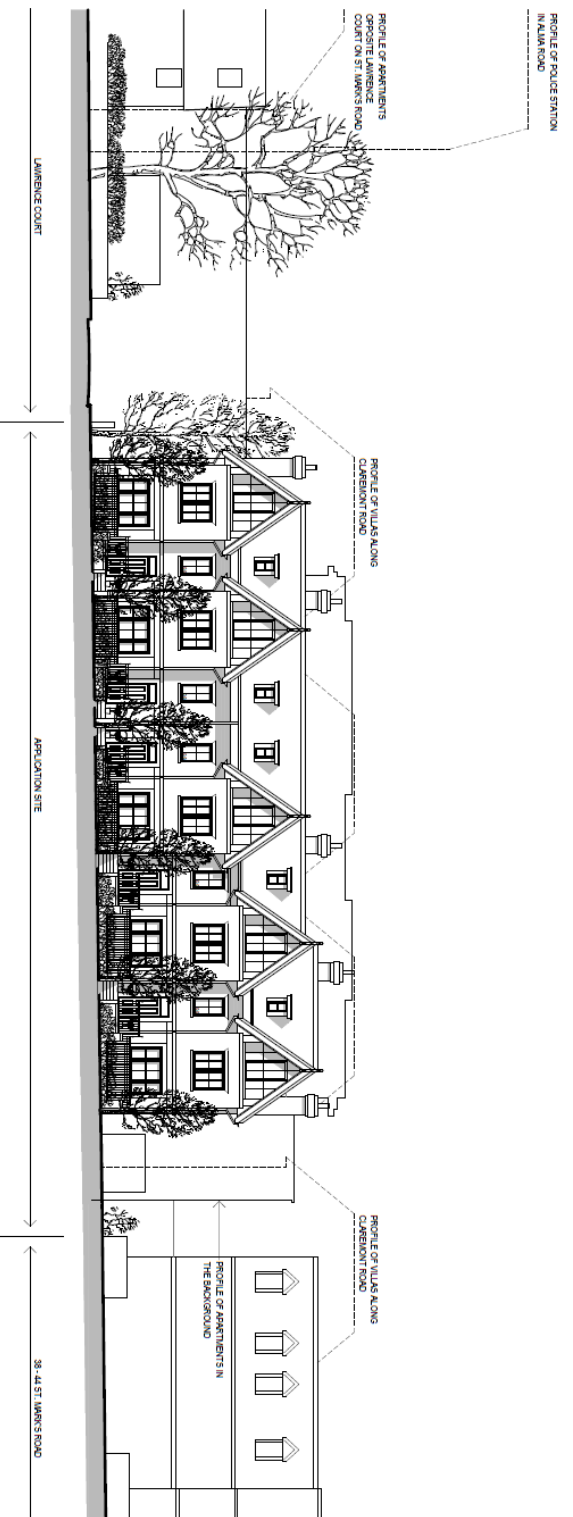 PROFILE OF POLICE STATION
IN ALMA ROAD
PROFILE OF APARTMENTS
OPPOSITE LAWRENCE
COURT ON ST. MARK'S ROAD
PROFILE OF VILLAS ALONG
CLAREMONT ROAD
PROFILE OF VILLAS ALONG
CLAREMONT ROAD
PROFILE OF APARTMENTS IN
THE BACKGROUND
LAWRENCE COURT
APPLICATION SITE
38 - 44 ST. MARK'S ROAD